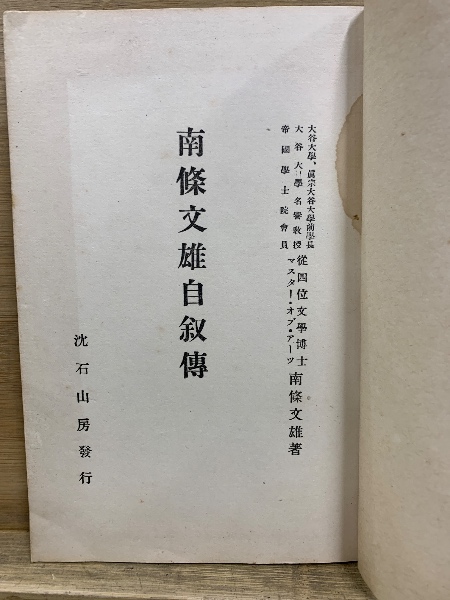 大谷大學、眞宗大谷大學前學長
大谷大學名譽敎授
帝國學士院會員
從四位文學博士
マスター・オブ・アーツ
南條文雄著
南條文雄自叙傳
沈石山房發行